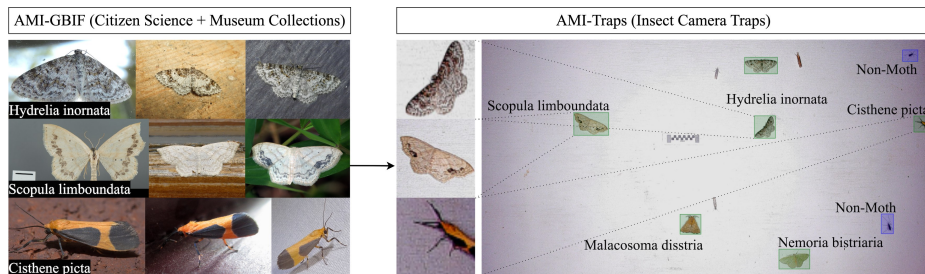 AMI-GBIF (Citizen Science + Museum Collections)
AMI-Traps (Insect Camera Traps)
Hydrelia inornata
Scopula limboundata
Cisthene picta
Non-Moth
Scopula limboundata
Hydrelia inornata
Cisthene picta
Non-Moth
Malacosoma disstria
Nemoria bistriaria